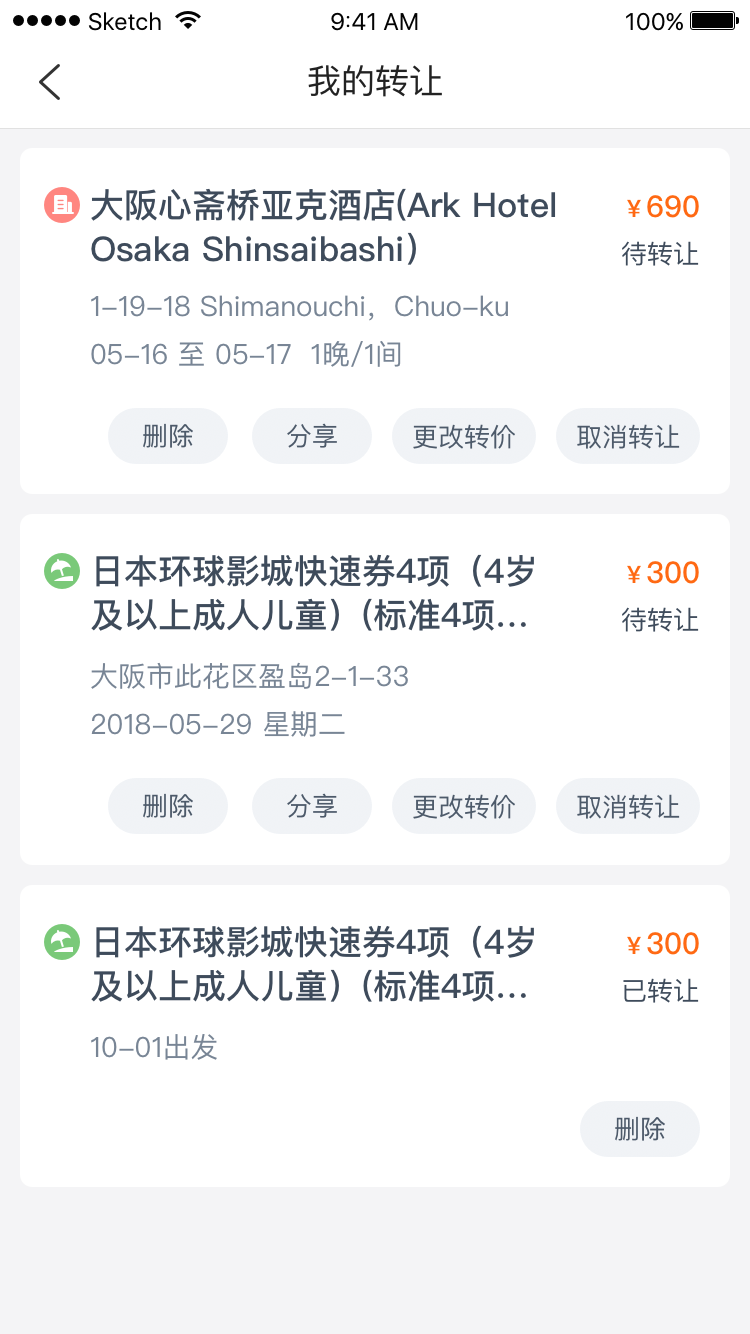 Sketch 9:41 AM 100%
我的转让
大阪心斋桥亚克酒店(Ark Hotel ¥690
Osaka Shinsaibashi) 待转让
1-19-18 Shimanouchi，Chuo-ku
05-16 至 05-17 1晚/1间
删除 分享 更改转价 取消转让
日本环球影城快速券4项（4岁 ¥300
及以上成人儿童）(标准4项... 待转让
大阪市此花区盈岛2-1-33
2018-05-29 星期二
删除 分享 更改转价 取消转让
日本环球影城快速券4项（4岁 ¥300
及以上成人儿童）(标准4项... 已转让
10-01出发
删除